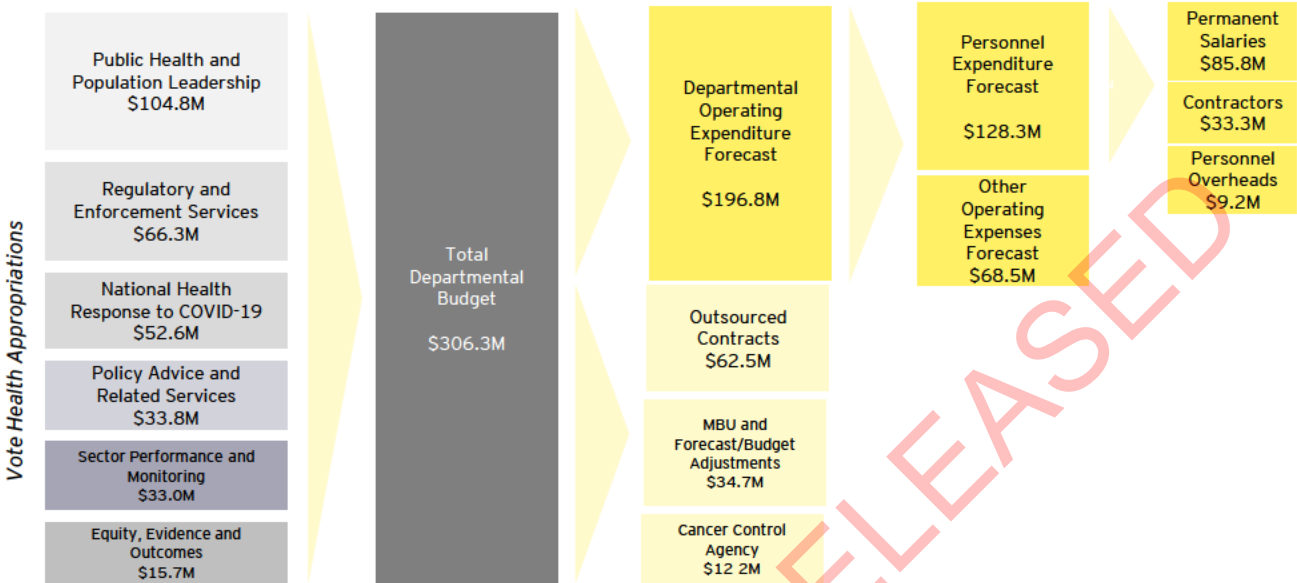 Vote Health Appropriations
Public Health and
Population Leadership
$104.8M
Regulatory and
Enforcement Services
$66.3M
National Health
Response to COVID-19
$52.6M
Policy Advice and
Related Services
$33.8M
Sector Performance and
Monitoring
$33.0M
Equity, Evidence and
Outcomes
$15.7M
Total
Departmental
Budget
$306.3M
Departmental
Operating
Expenditure
Forecast
$196.8M
Outsourced
Contracts
$62.5M
MBU and
Forecast/Budget
Adjustments
$34.7M
Cancer Control
Agency
$12 2M
Personnel
Expenditure
Forecast
$128.3M
Other
Operating
Expenses
Forecast
$68.5M
Permanent
Salaries
$85.8M
Contractors
$33.3M
Personnel
Overheads
$9.2M
ELEASED